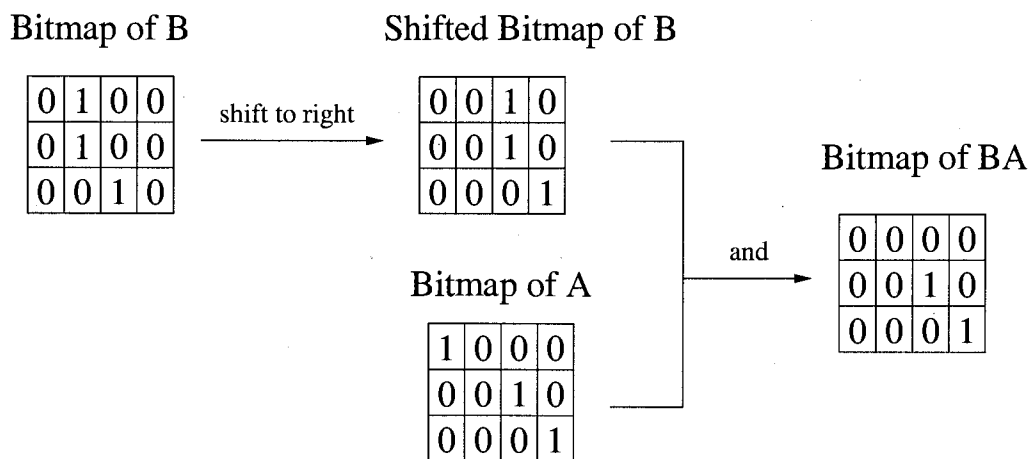 Bitmap of B
0 1 0 0
0 1 0 0
0 0 1 0
shift to right
Shifted Bitmap of B
0 0 1 0
0 0 1 0
0 0 0 1
Bitmap of A
1 0 0 0
0 0 1 0
0 0 0 1
and
Bitmap of BA
0 0 0 0
0 0 1 0
0 0 0 1